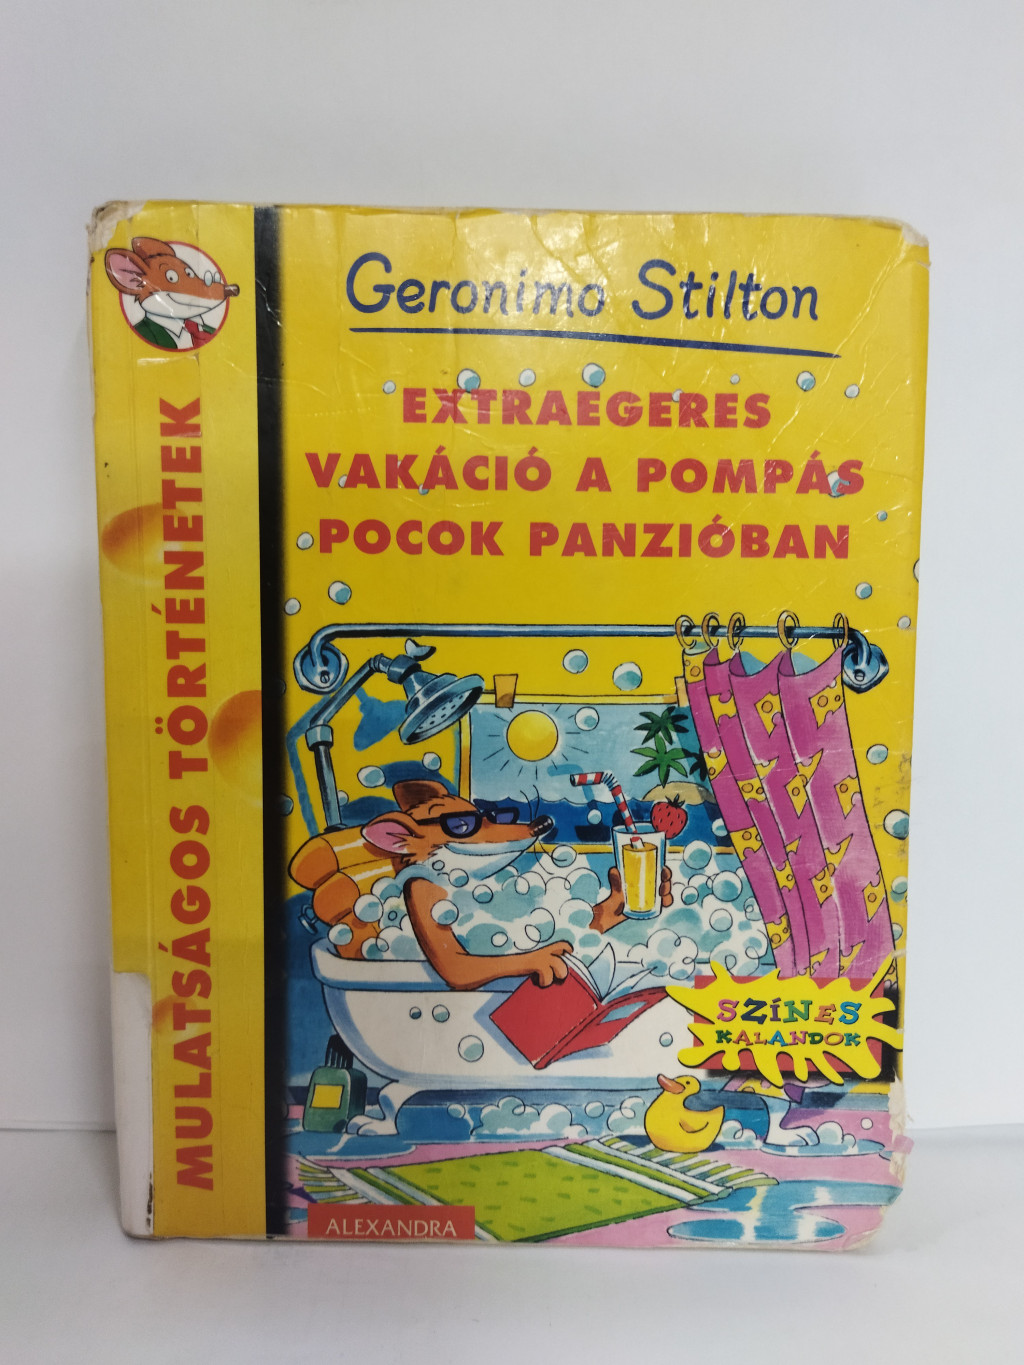 Geronimo Stilton
EXTRAEGERES
VAKÁCIÓ A POMPÁS
POCOK PANZIÓBAN
MULATSÁGOS TÖRTÉNETEK
SZÍNES
KALANDOK
ALEXANDRA